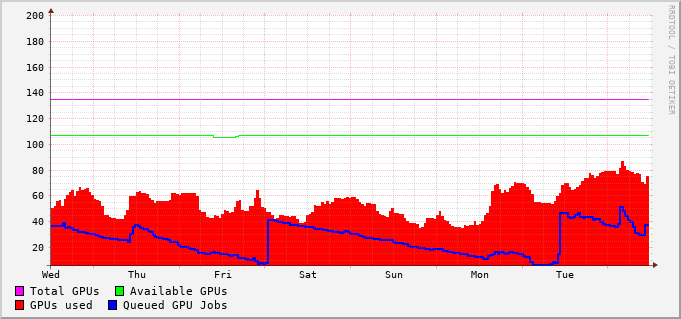 200
180
160
140
120
100
80
60
40
20
Wed Thu Fri Sat Sun Mon Tue
Total GPUs Available GPUs
GPUs used Queued GPU Jobs
RRDTOOL / TOBI OETIKER